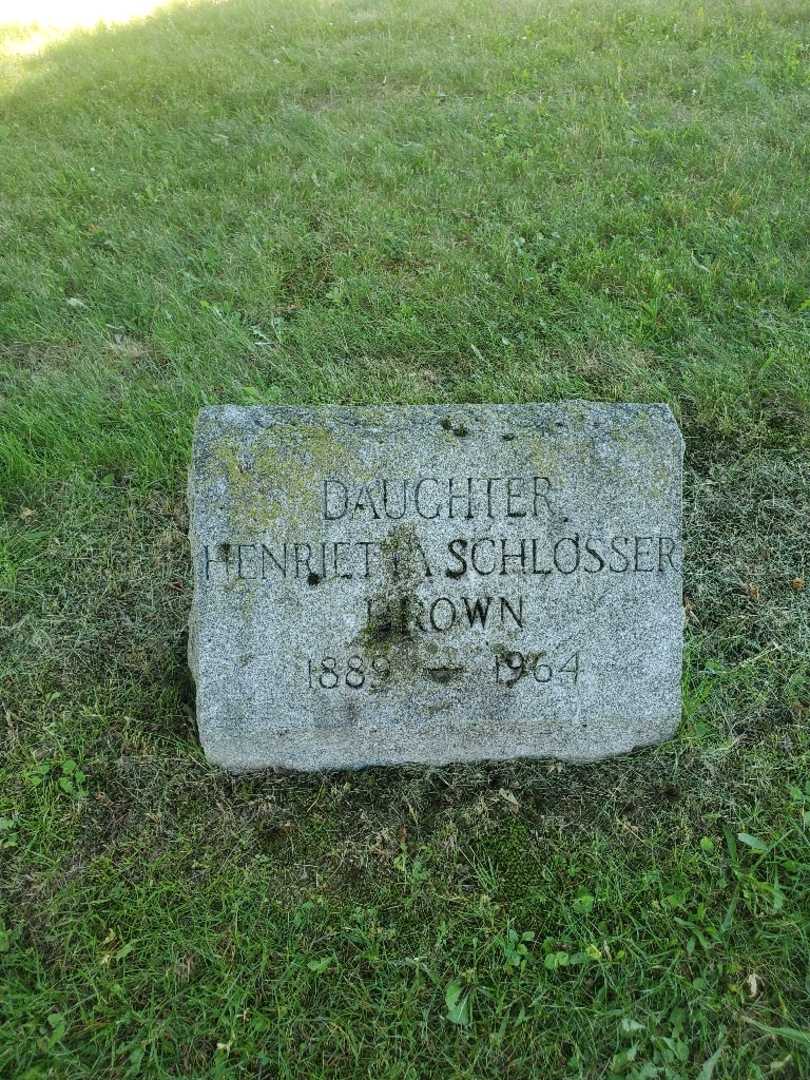 DAUGHTER
HENRIETTA SCHLOSSER
BROWN
1889 – 1964